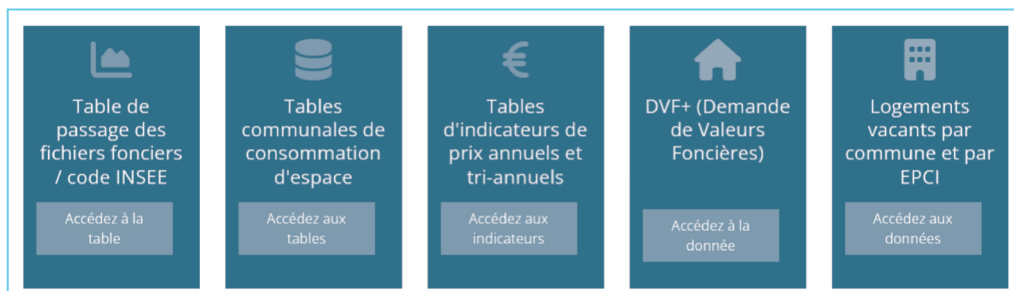 Table de
passage des
fichiers fonciers
/ code INSEE
Accédez à la
table
Tables
communales de
consommation
d'espace
Accédez aux
tables
Tables
d'indicateurs de
prix annuels et
tri-annuels
Accédez aux
indicateurs
DVF+ (Demande
de Valeurs
Foncières)
Accédez à la
donnée
Logements
vacants par
commune et par
EPCI
Accédez aux
données